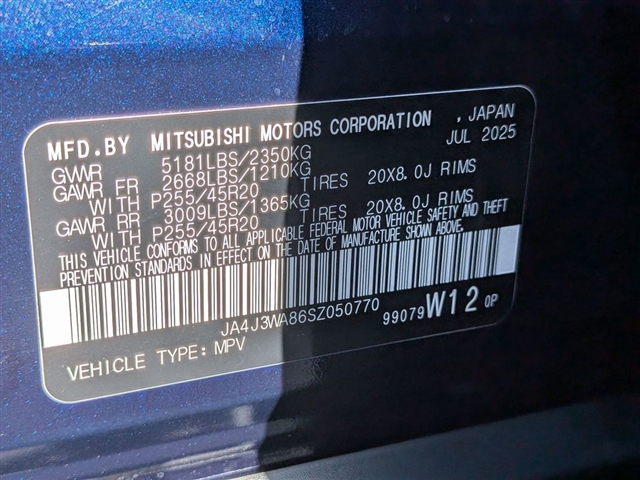 MFD.BY MITSUBISHI MOTORS CORPORATION , JAPAN
JUL 2025
GVWR 5181LBS/2350KG
GAWR FR 2668LBS/1210KG
WITH P255/45R20 TIRES 20X8.0J RIMS
GAWR RR 3009LBS/1365KG
WITH P255/45R20 TIRES 20X8.0J RIMS
THIS VEHICLE CONFORMS TO ALL APPLICABLE FEDERAL MOTOR VEHICLE SAFETY AND THEFT
PREVENTION STANDARDS IN EFFECT ON THE DATE OF MANUFACTURE SHOWN ABOVE.
JA4J3WA86SZ050770
99079 W12 0P
VEHICLE TYPE: MPV